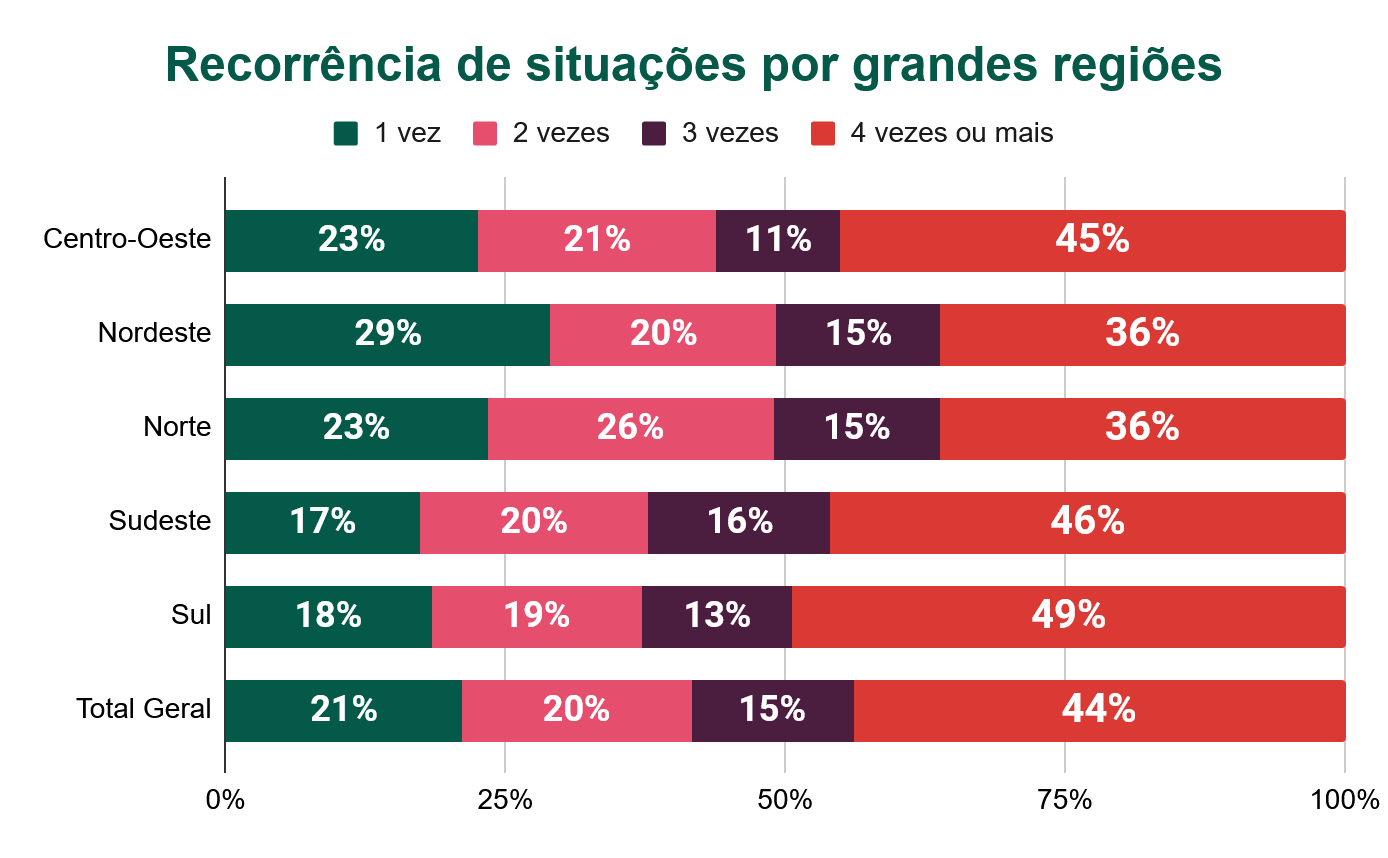 Recorrência de situações por grandes regiões
1 vez 2 vezes 3 vezes 4 vezes ou mais
Centro-Oeste 23% 21% 11% 45%
Nordeste 29% 20% 15% 36%
Norte 23% 26% 15% 36%
Sudeste 17% 20% 16% 46%
Sul 18% 19% 13% 49%
Total Geral 21% 20% 15% 44%
0% 25% 50% 75% 100%